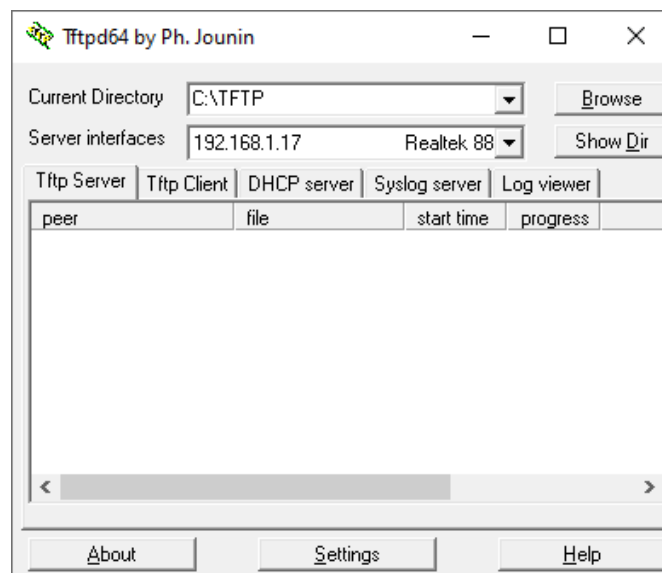 Tftpd64 by Ph. Jounin
Current Directory C:\TFTP Browse
Server interfaces 192.168.1.17 Realtek 88 Show Dir
Tftp Server Tftp Client DHCP server Syslog server Log viewer
peer file start time progress
About Settings Help